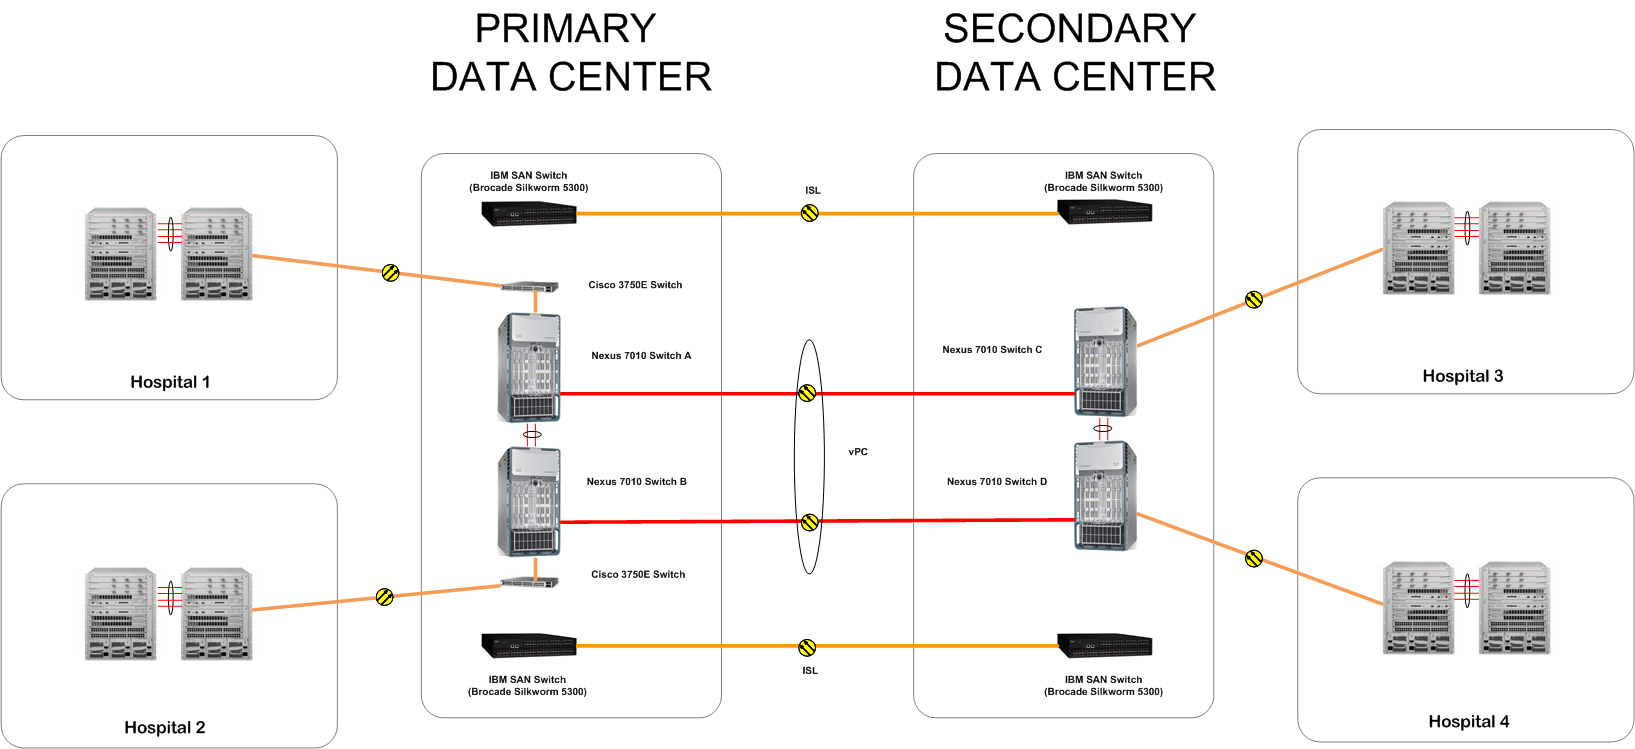 PRIMARY
DATA CENTER
SECONDARY
DATA CENTER
IBM SAN Switch
(Brocade Silkworm 5300)
ISL
IBM SAN Switch
(Brocade Silkworm 5300)
Cisco 3750E Switch
Nexus 7010 Switch A
Nexus 7010 Switch C
Hospital 1
Hospital 3
vPC
Nexus 7010 Switch B
Nexus 7010 Switch D
Cisco 3750E Switch
ISL
IBM SAN Switch
(Brocade Silkworm 5300)
IBM SAN Switch
(Brocade Silkworm 5300)
Hospital 2
Hospital 4